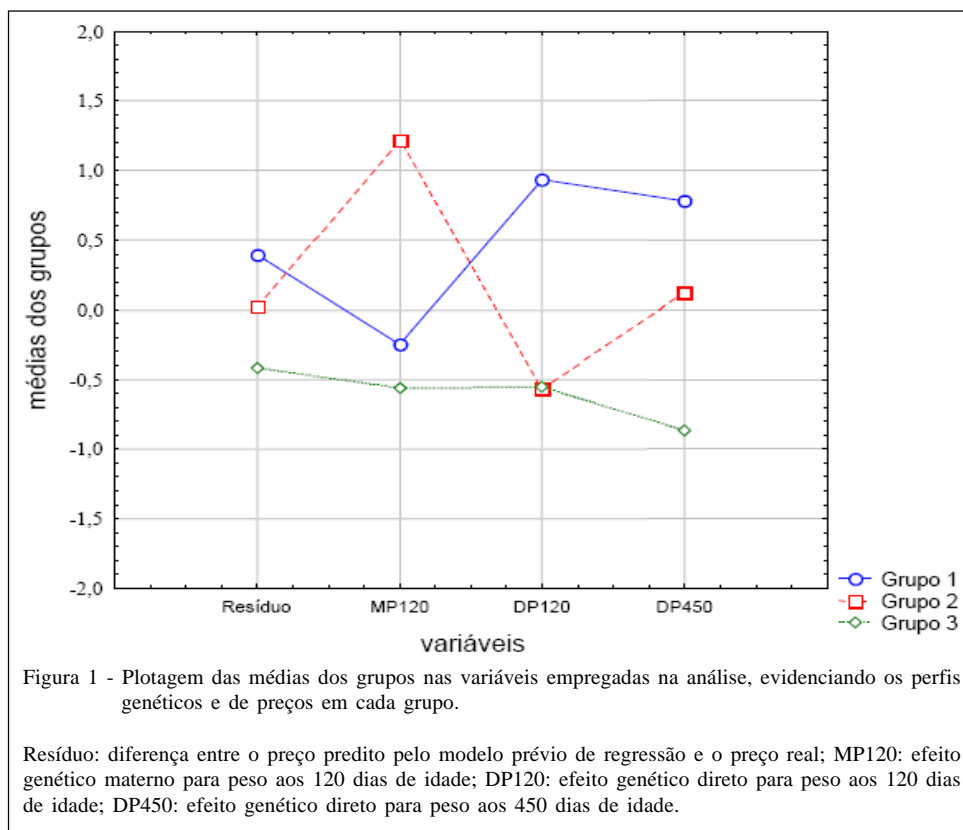 2,0
1,5
1,0
0,5
0,0
-0,5
-1,0
-1,5
-2,0
médias dos grupos
Resíduo MP120 DP120 DP450
variáveis
Grupo 1
Grupo 2
Grupo 3
Figura 1 - Plotagem das médias dos grupos nas variáveis empregadas na análise, evidenciando os perfis
genéticos e de preços em cada grupo.
Resíduo: diferença entre o preço predito pelo modelo prévio de regressão e o preço real; MP120: efeito
genético materno para peso aos 120 dias de idade; DP120: efeito genético direto para peso aos 120 dias
de idade; DP450: efeito genético direto para peso aos 450 dias de idade.